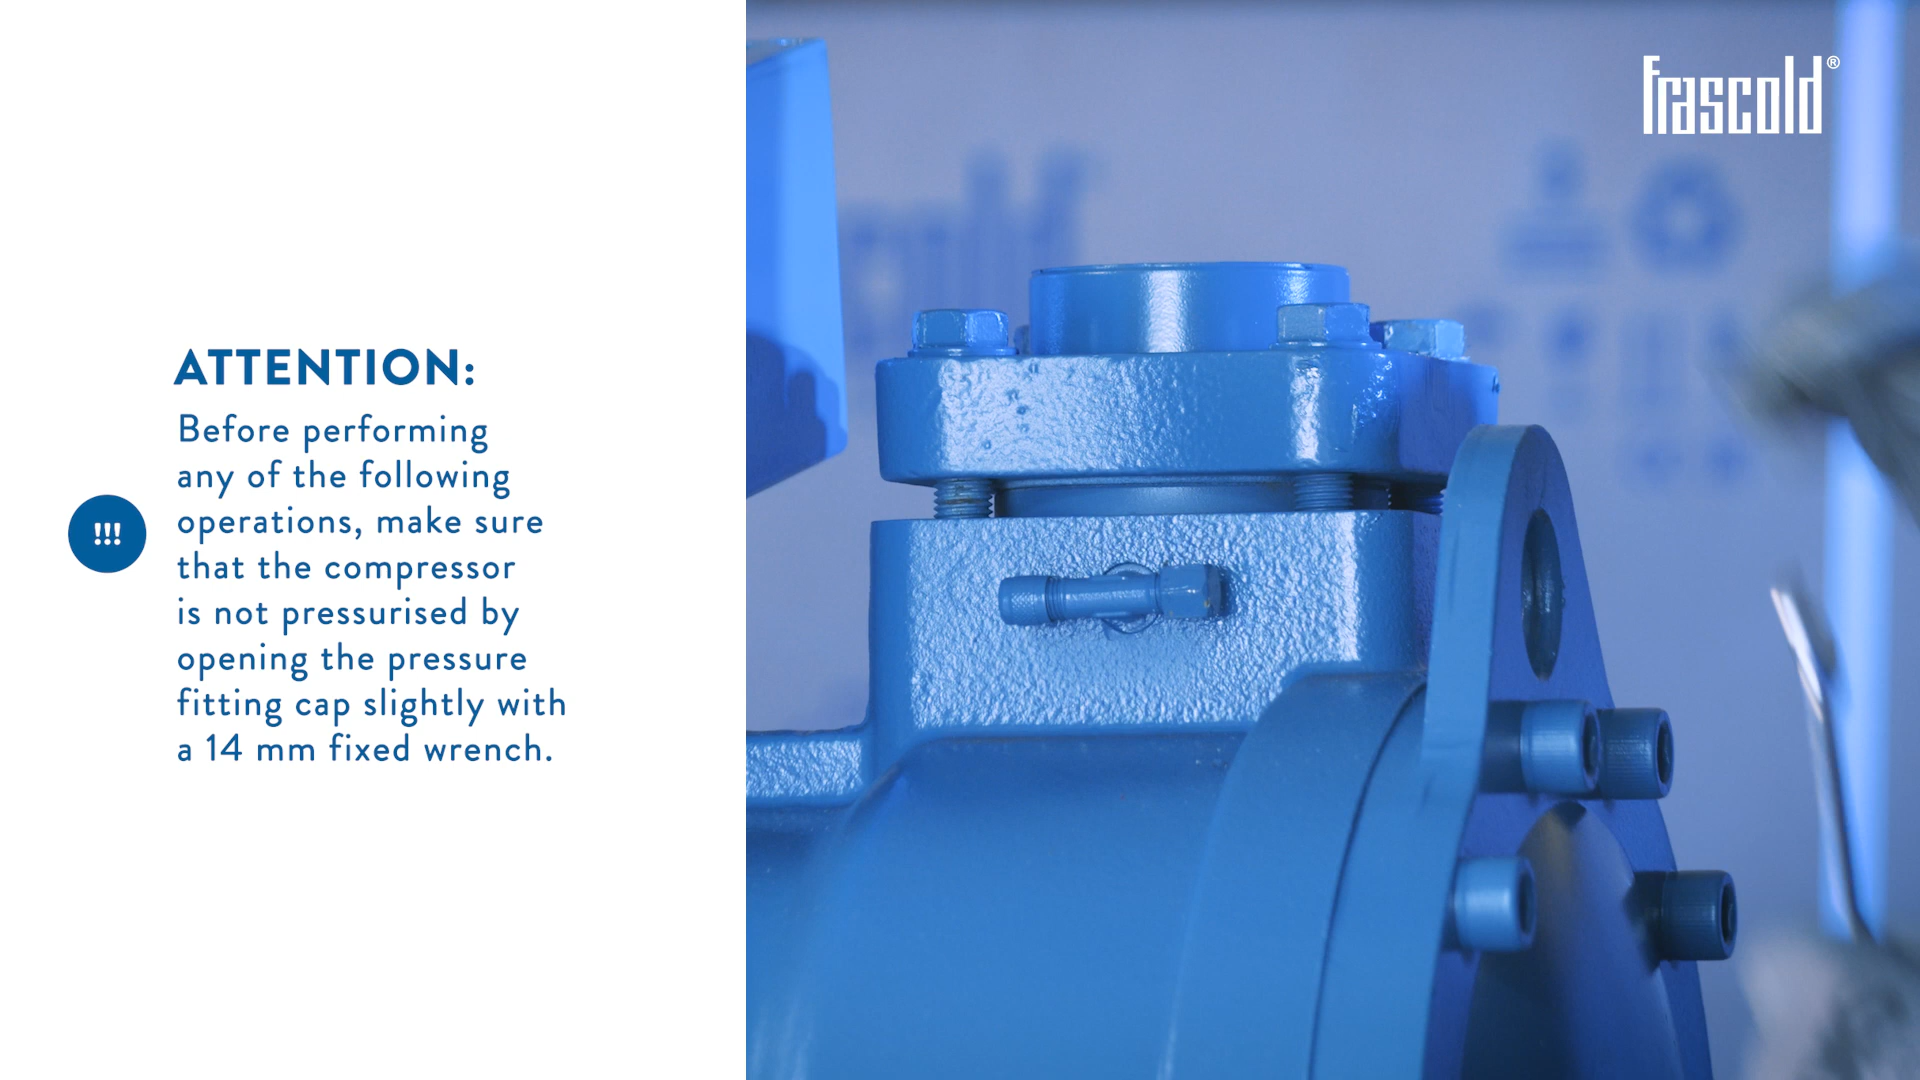 frascold®
ATTENTION:
Before performing
any of the following
operations, make sure
that the compressor
!!!
is not pressurised by
opening the pressure
fitting cap slightly with
a 14 mm fixed wrench.